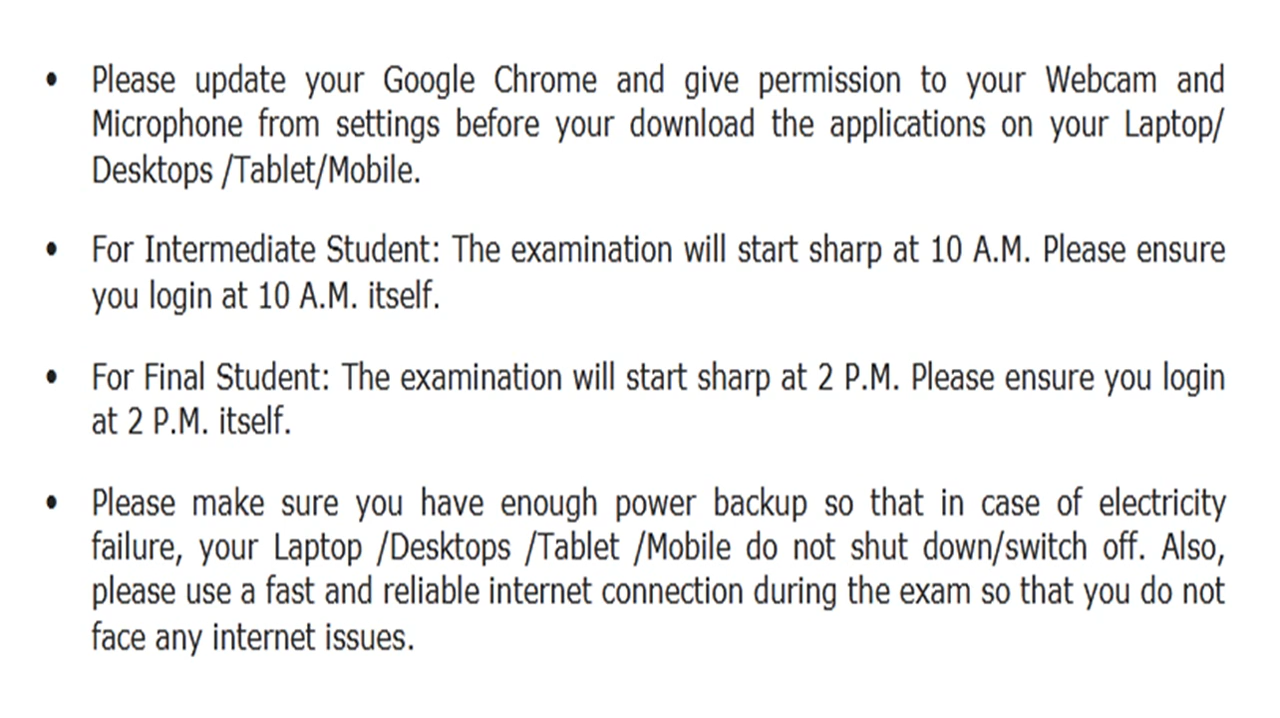 • Please update your Google Chrome and give permission to your Webcam and
Microphone from settings before your download the applications on your Laptop/
Desktops /Tablet/Mobile.
• For Intermediate Student: The examination will start sharp at 10 A.M. Please ensure
you login at 10 A.M. itself.
• For Final Student: The examination will start sharp at 2 P.M. Please ensure you login
at 2 P.M. itself.
• Please make sure you have enough power backup so that in case of electricity
failure, your Laptop /Desktops /Tablet /Mobile do not shut down/switch off. Also,
please use a fast and reliable internet connection during the exam so that you do not
face any internet issues.